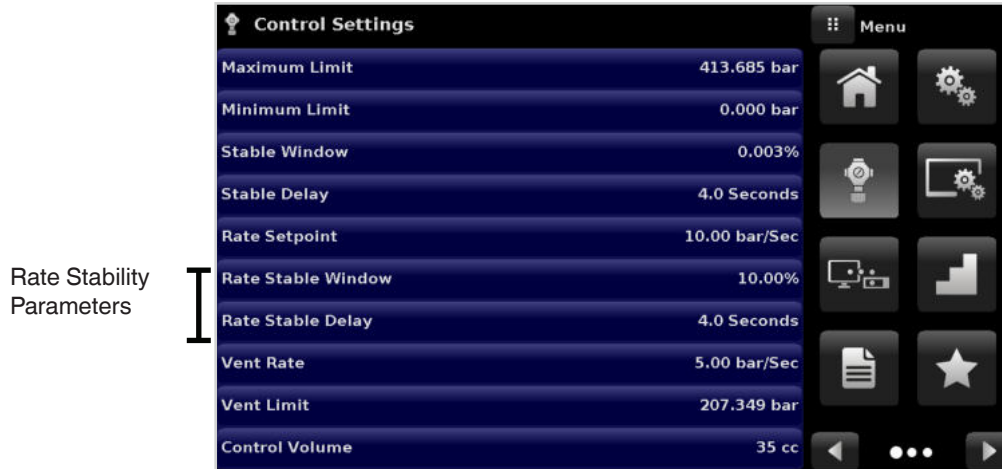 Control Settings
Menu
Maximum Limit 413.685 bar
Minimum Limit 0.000 bar
Stable Window 0.003%
Stable Delay 4.0 Seconds
Rate Setpoint 10.00 bar/Sec
Rate Stability
Parameters
Rate Stable Window 10.00%
Rate Stable Delay 4.0 Seconds
Vent Rate 5.00 bar/Sec
Vent Limit 207.349 bar
Control Volume 35 cc